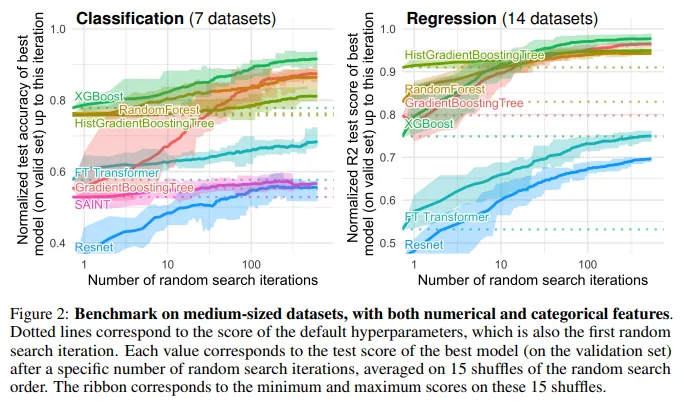 Classification (7 datasets)
Normalized test accuracy of best
model (on valid set) up to this iteration
1.0
0.8
0.6
0.4
XGBoost
RandomForest
HistGradientBoostingTree
FT Transformer
GradientBoostingTree
SAINT
Resnet
1
10
100
Number of random search iterations
Regression (14 datasets)
Normalized R2 test score of best
model (on valid set) up to this iteration
1.0
0.9
0.8
0.7
0.6
0.5
HistGradientBoostingTree
RandomForest
GradientBoostingTree
XGBoost
FT Transformer
Resnet
1
10
100
Number of random search iterations
Figure 2: Benchmark on medium-sized datasets, with both numerical and categorical features.
Dotted lines correspond to the score of the default hyperparameters, which is also the first random
search iteration. Each value corresponds to the test score of the best model (on the validation set)
after a specific number of random search iterations, averaged on 15 shuffles of the random search
order. The ribbon corresponds to the minimum and maximum scores on these 15 shuffles.